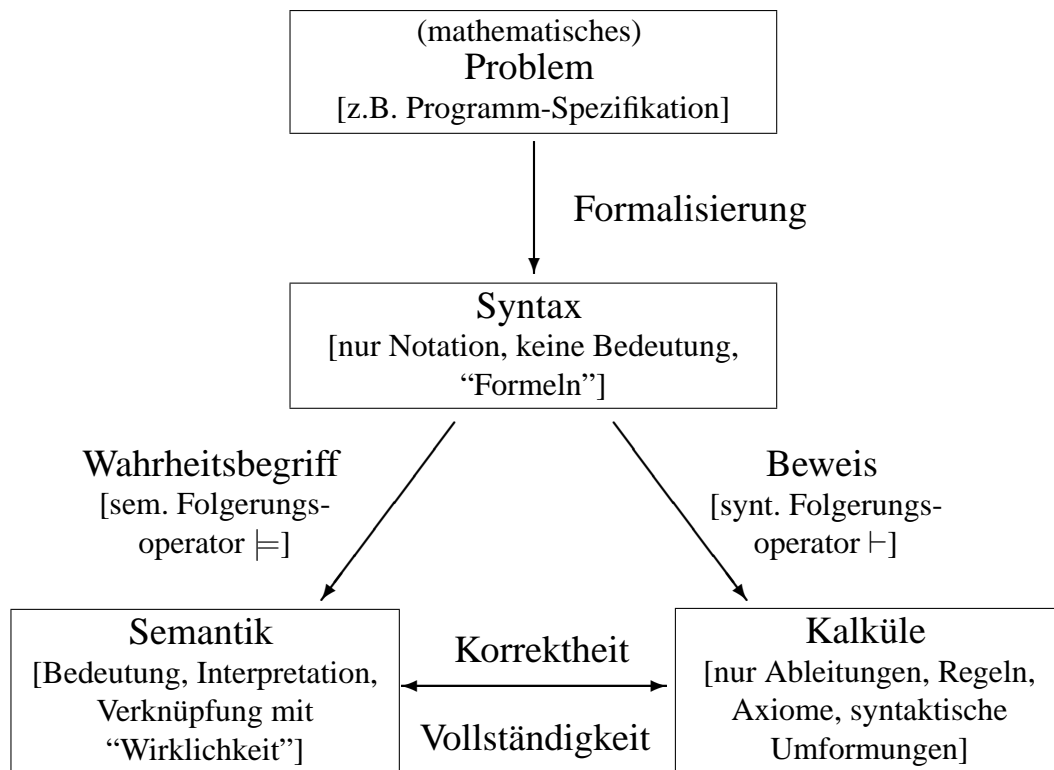 (mathematisches)
Problem
[z.B. Programm-Spezifikation]
Formalisierung
Syntax
[nur Notation, keine Bedeutung,
“Formeln”]
Wahrheitsbegriff
[sem. Folgerungs-
operator ⊨]
Beweis
[synt. Folgerungs-
operator ⊢]
Semantik
[Bedeutung, Interpretation,
Verknüpfung mit
“Wirklichkeit”]
Korrektheit
Vollständigkeit
Kalküle
[nur Ableitungen, Regeln,
Axiome, syntaktische
Umformungen]